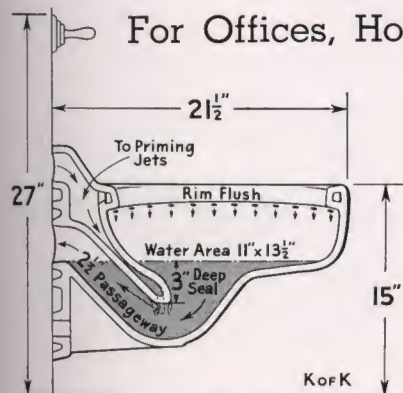 For Offices, Ho
21½"
To Priming
Jets
Rim Flush
27"
Water Area 11" x 13½"
3" Deep
Seal
2½ Passageway
15"
K OF K